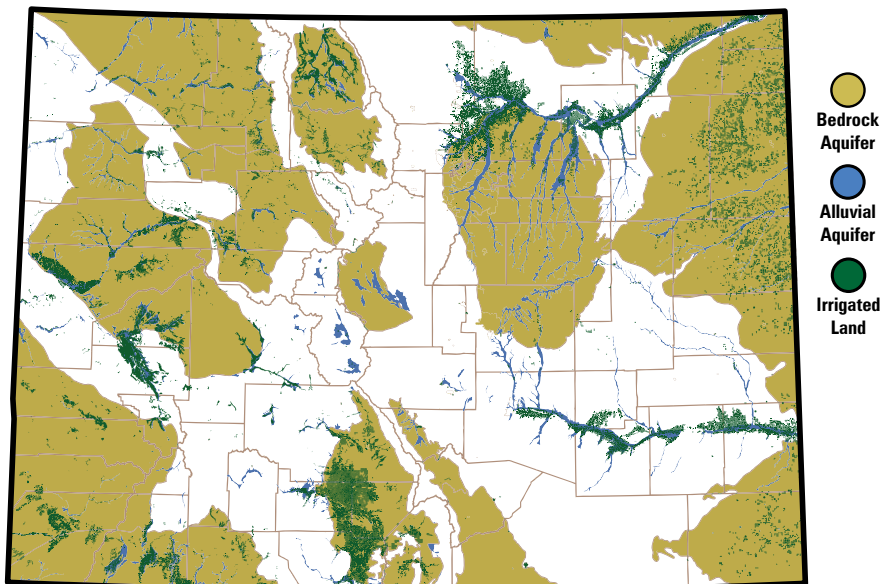 Bedrock
Aquifer
Alluvial
Aquifer
Irrigated
Land